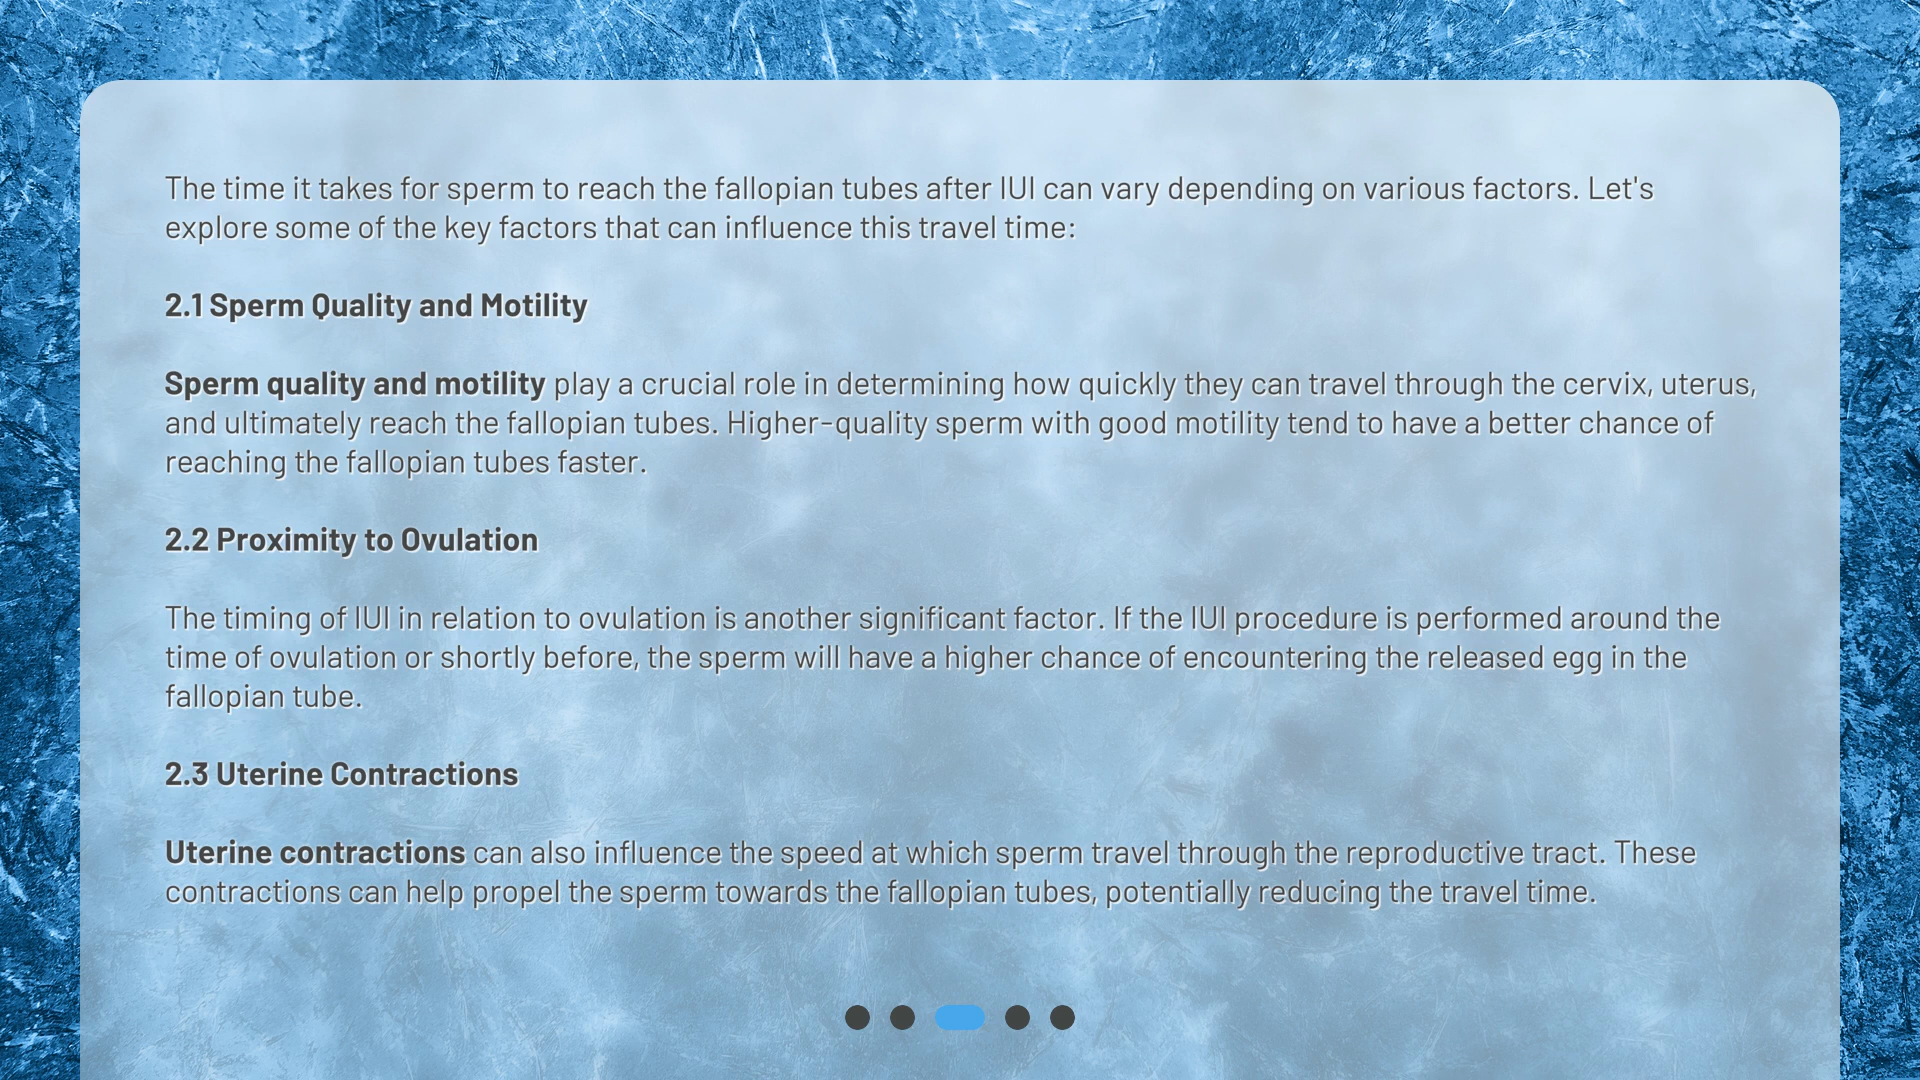 The time it takes for sperm to reach the fallopian tubes after IUI can vary depending on various factors. Let's
explore some of the key factors that can influence this travel time:
2.1 Sperm Quality and Motility
Sperm quality and motility play a crucial role in determining how quickly they can travel through the cervix, uterus,
and ultimately reach the fallopian tubes. Higher-quality sperm with good motility tend to have a better chance of
reaching the fallopian tubes faster.
2.2 Proximity to Ovulation
The timing of IUI in relation to ovulation is another significant factor. If the IUI procedure is performed around the
time of ovulation or shortly before, the sperm will have a higher chance of encountering the released egg in the
fallopian tube.
2.3 Uterine Contractions
Uterine contractions can also influence the speed at which sperm travel through the reproductive tract. These
contractions can help propel the sperm towards the fallopian tubes, potentially reducing the travel time.